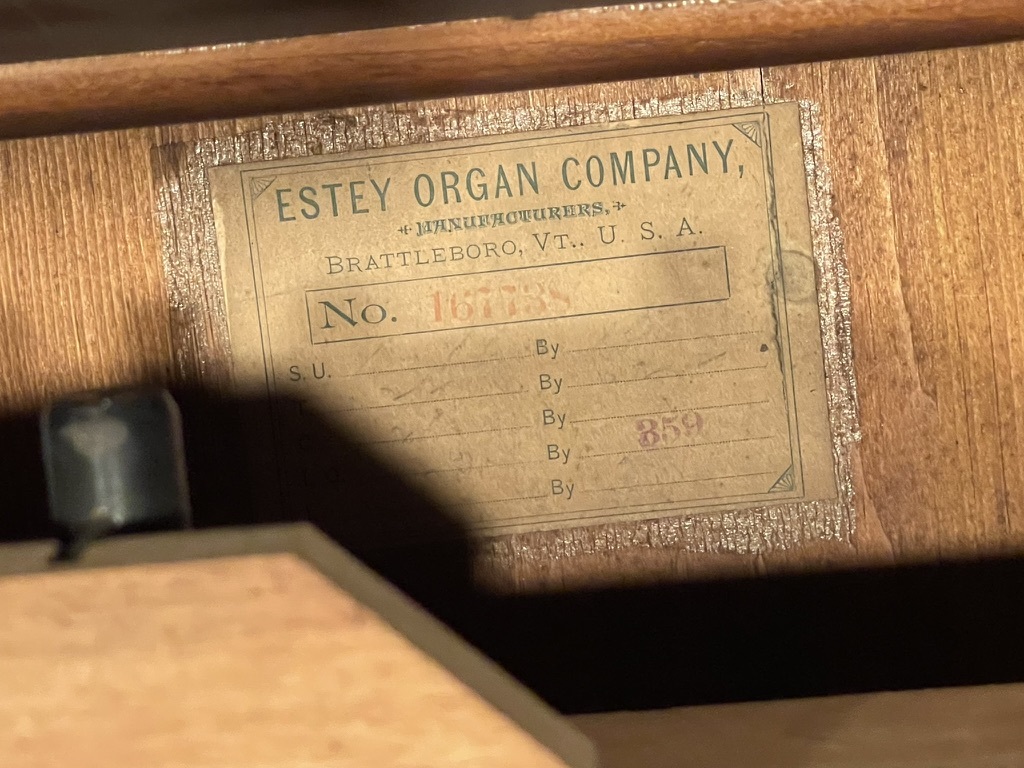 ESTEY ORGAN COMPANY,
MANUFACTURERS,
BRATTLEBORO, VT., U. S. A.
No. 167738
S. U. By
By
By
By 359
By